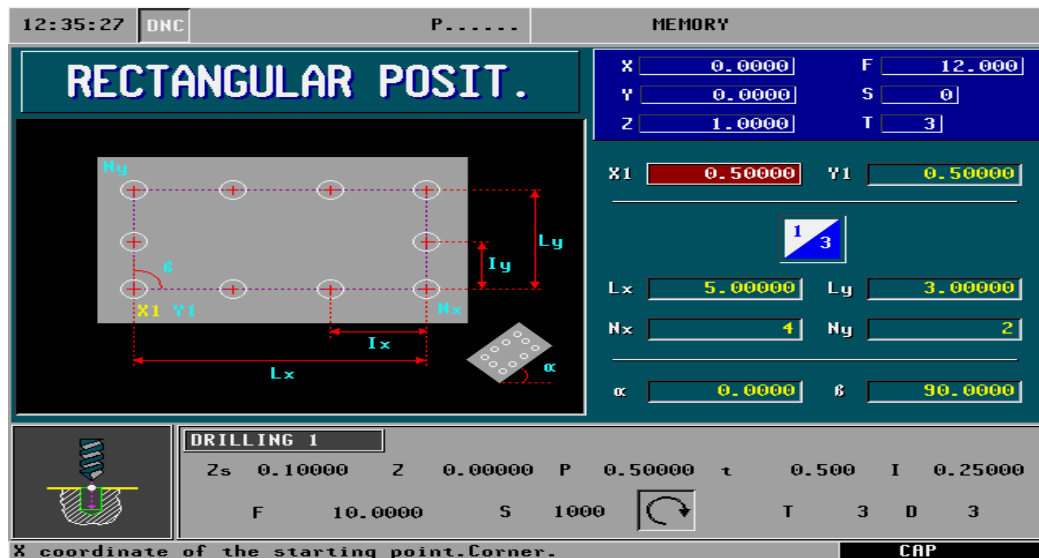 12:35:27 DNC P...... MEMORY
RECTANGULAR POSIT.
X 0.0000 F 12.000
Y 0.0000 S 0
Z 1.0000 T 3
Ny
Ly
Iy
ß
X1 Y1 Nx
Ix
Lx
α
X1 0.50000 Y1 0.50000
1
3
Lx 5.00000 Ly 3.00000
Nx 4 Ny 2
α 0.0000 ß 90.0000
DRILLING 1
Zs 0.10000 Z 0.00000 P 0.50000 t 0.500 I 0.25000
F 10.0000 S 1000 T 3 D 3
X coordinate of the starting point.Corner. CAP